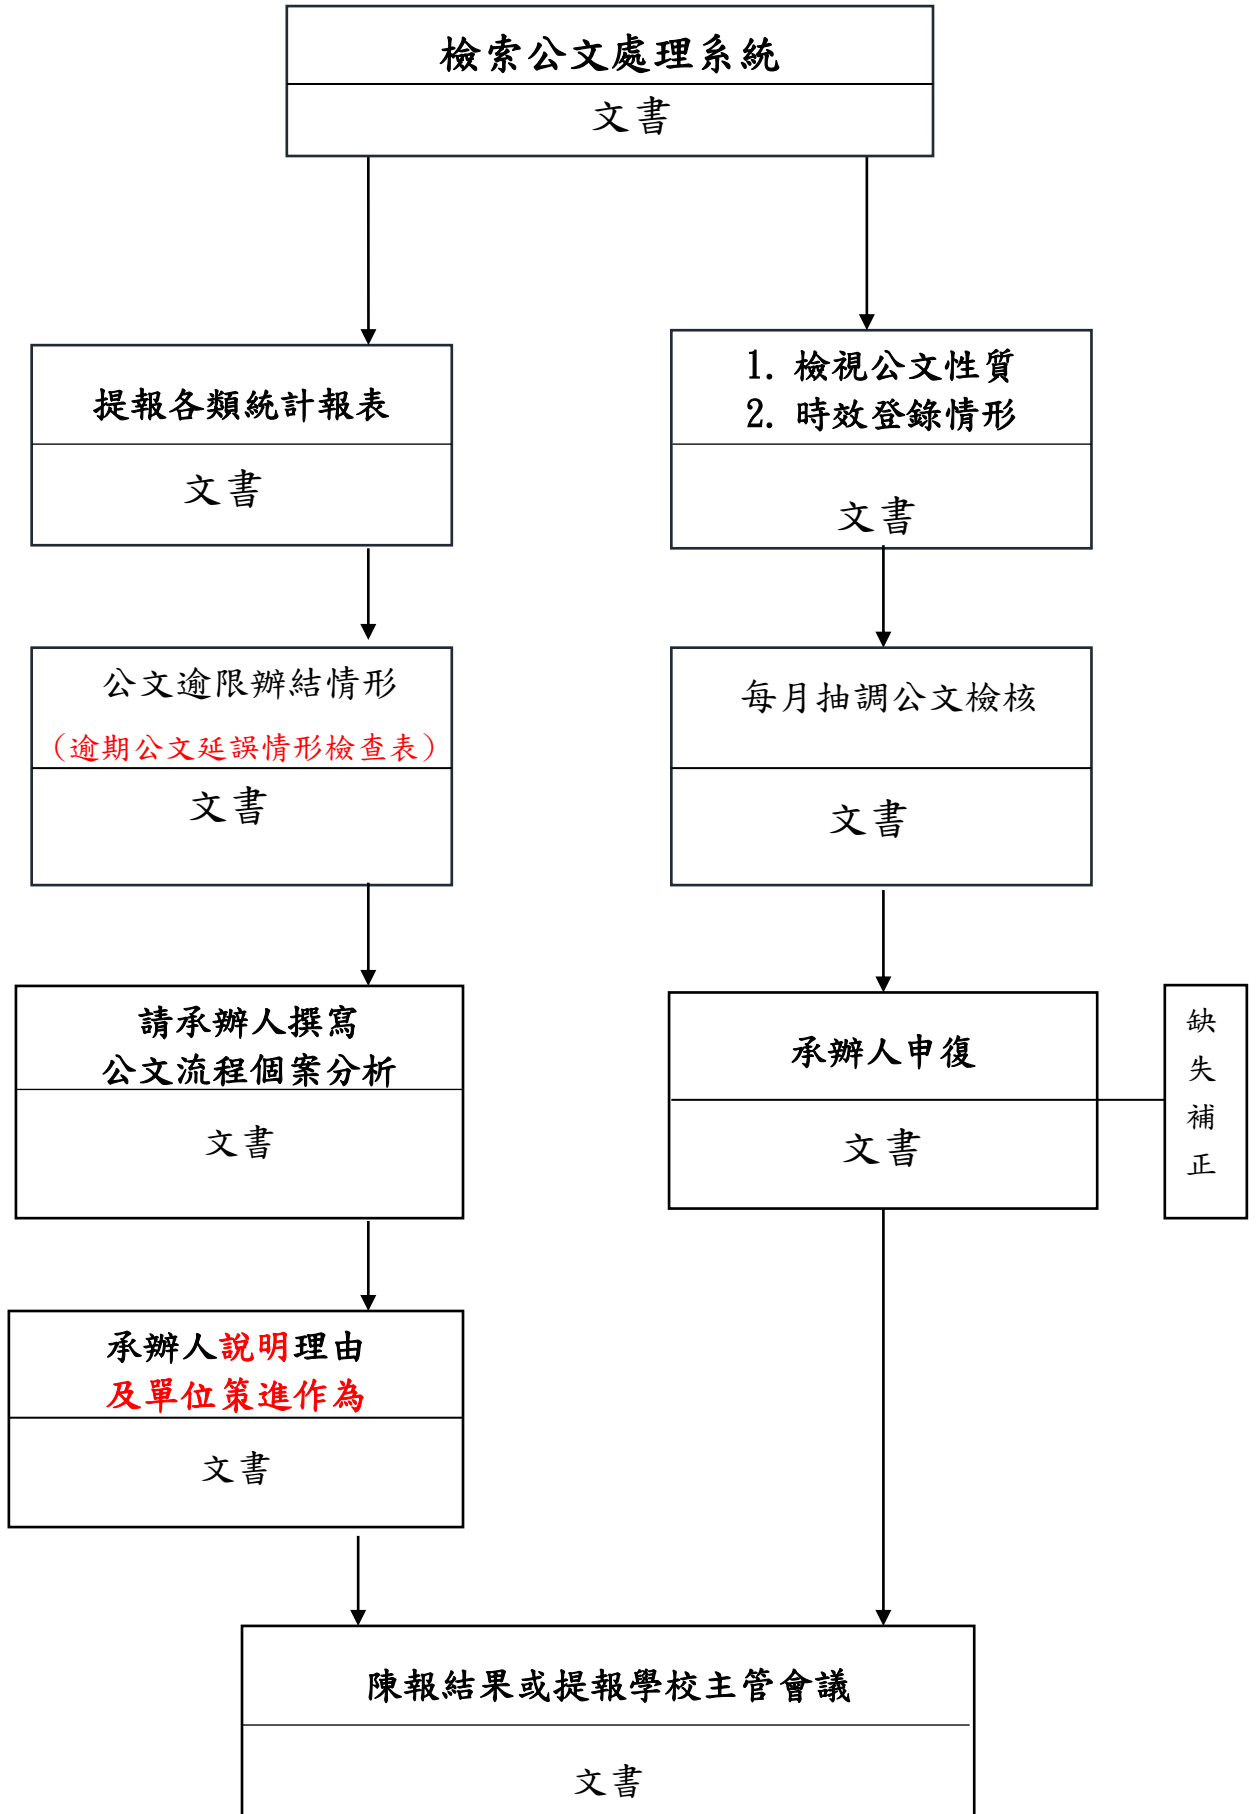 檢索公文處理系統
文書
提報各類統計報表
文書
1. 檢視公文性質
2. 時效登錄情形
文書
公文逾限辦結情形
(逾期公文延誤情形檢查表)
文書
每月抽調公文檢核
文書
請承辦人撰寫
公文流程個案分析
文書
承辦人申復
文書
缺
失
補
正
承辦人說明理由
及單位策進作為
文書
陳報結果或提報學校主管會議
文書